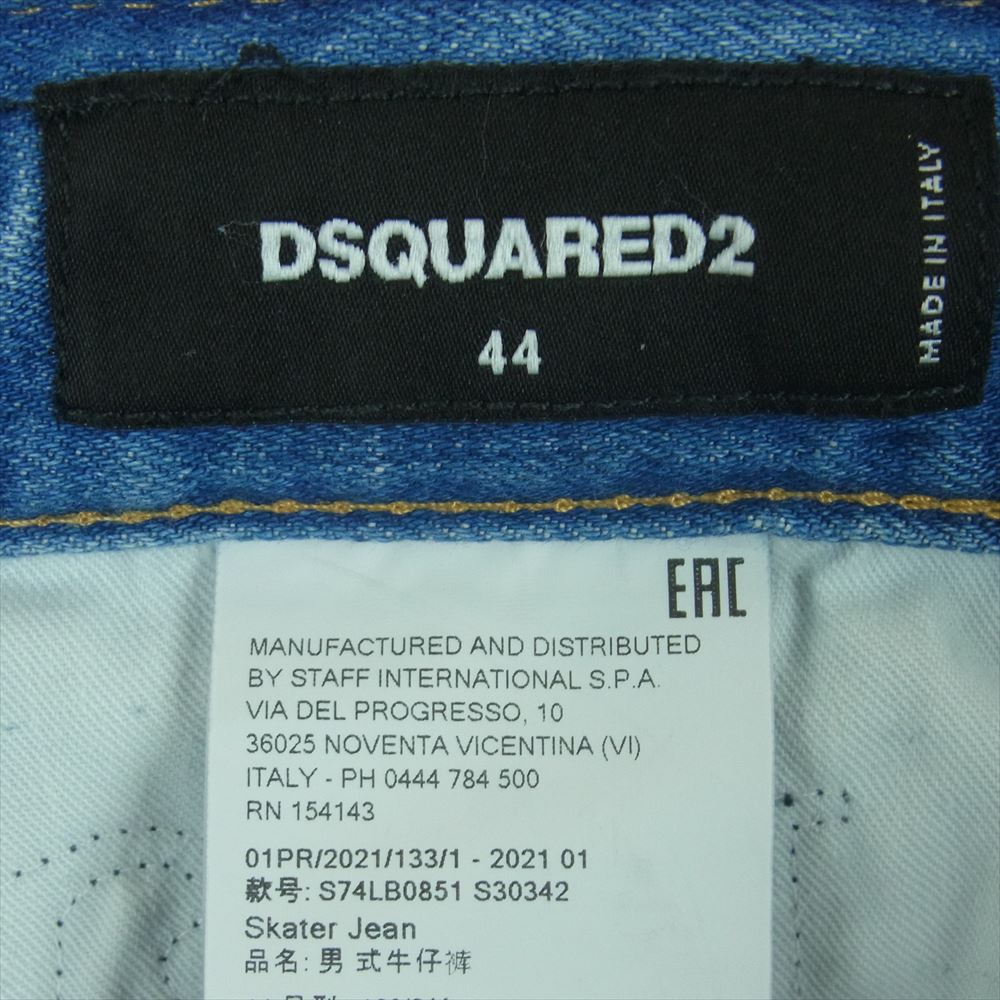 DSQUARED2
44
MADE IN ITALY
EAC
MANUFACTURED AND DISTRIBUTED
BY STAFF INTERNATIONAL S.P.A.
VIA DEL PROGRESSO, 10
36025 NOVENTA VICENTINA (VI)
ITALY - PH 0444 784 500
RN 154143
01PR/2021/133/1 - 2021 01
款号: S74LB0851 S30342
Skater Jean
品名: 男 式牛仔裤